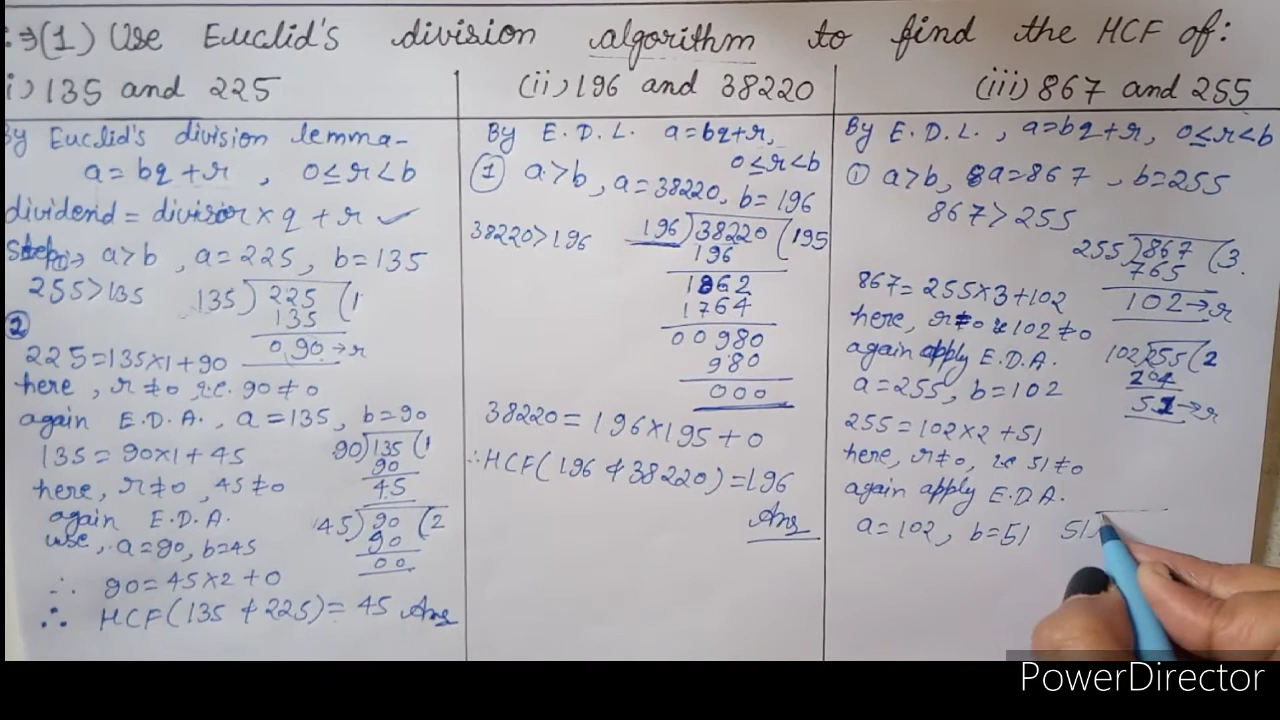 :⇒(1) Use Euclid's division algorithm to find the HCF of:
i) 135 and 225
By Euclid's division lemma-
a = bq + r , 0 ≤ r < b
dividend = divisor × q + r ✓
Step① → a > b , a = 225 , b = 135
255 > 135
135) 225 (1
135
090 → r
②
225 = 135 × 1 + 90
here , r ≠ 0 i.e. 90 ≠ 0
again E.D.A. , a = 135 , b = 90
135 = 90 × 1 + 45
90) 135 (1
90
45
here, r ≠ 0 , 45 ≠ 0
again E.D.A.
use, a = 90, b = 45
45) 90 (2
90
00
∴ 90 = 45 × 2 + 0
∴ HCF (135 & 225) = 45 Ans
(ii) 196 and 38220
By E.D.L. a = bq + r,
0 ≤ r < b
① a > b , a = 38220, b = 196
38220 > 196
196) 38220 (195
196
1862
1764
00980
980
000
38220 = 196 × 195 + 0
∴ HCF (196 & 38220) = 196
Ans
(iii) 867 and 255
By E.D.L. , a = bq + r, 0 ≤ r < b
① a > b, a = 867 , b = 255
867 > 255
255) 867 (3.
765
102 → r
867 = 255 × 3 + 102
here, r ≠ 0 i.e 102 ≠ 0
again apply E.D.A.
a = 255, b = 102
102) 255 (2
204
51 → r
255 = 102 × 2 + 51
here, r ≠ 0, i.e 51 ≠ 0
again apply E.D.A.
a = 102, b = 51
51)
PowerDirector